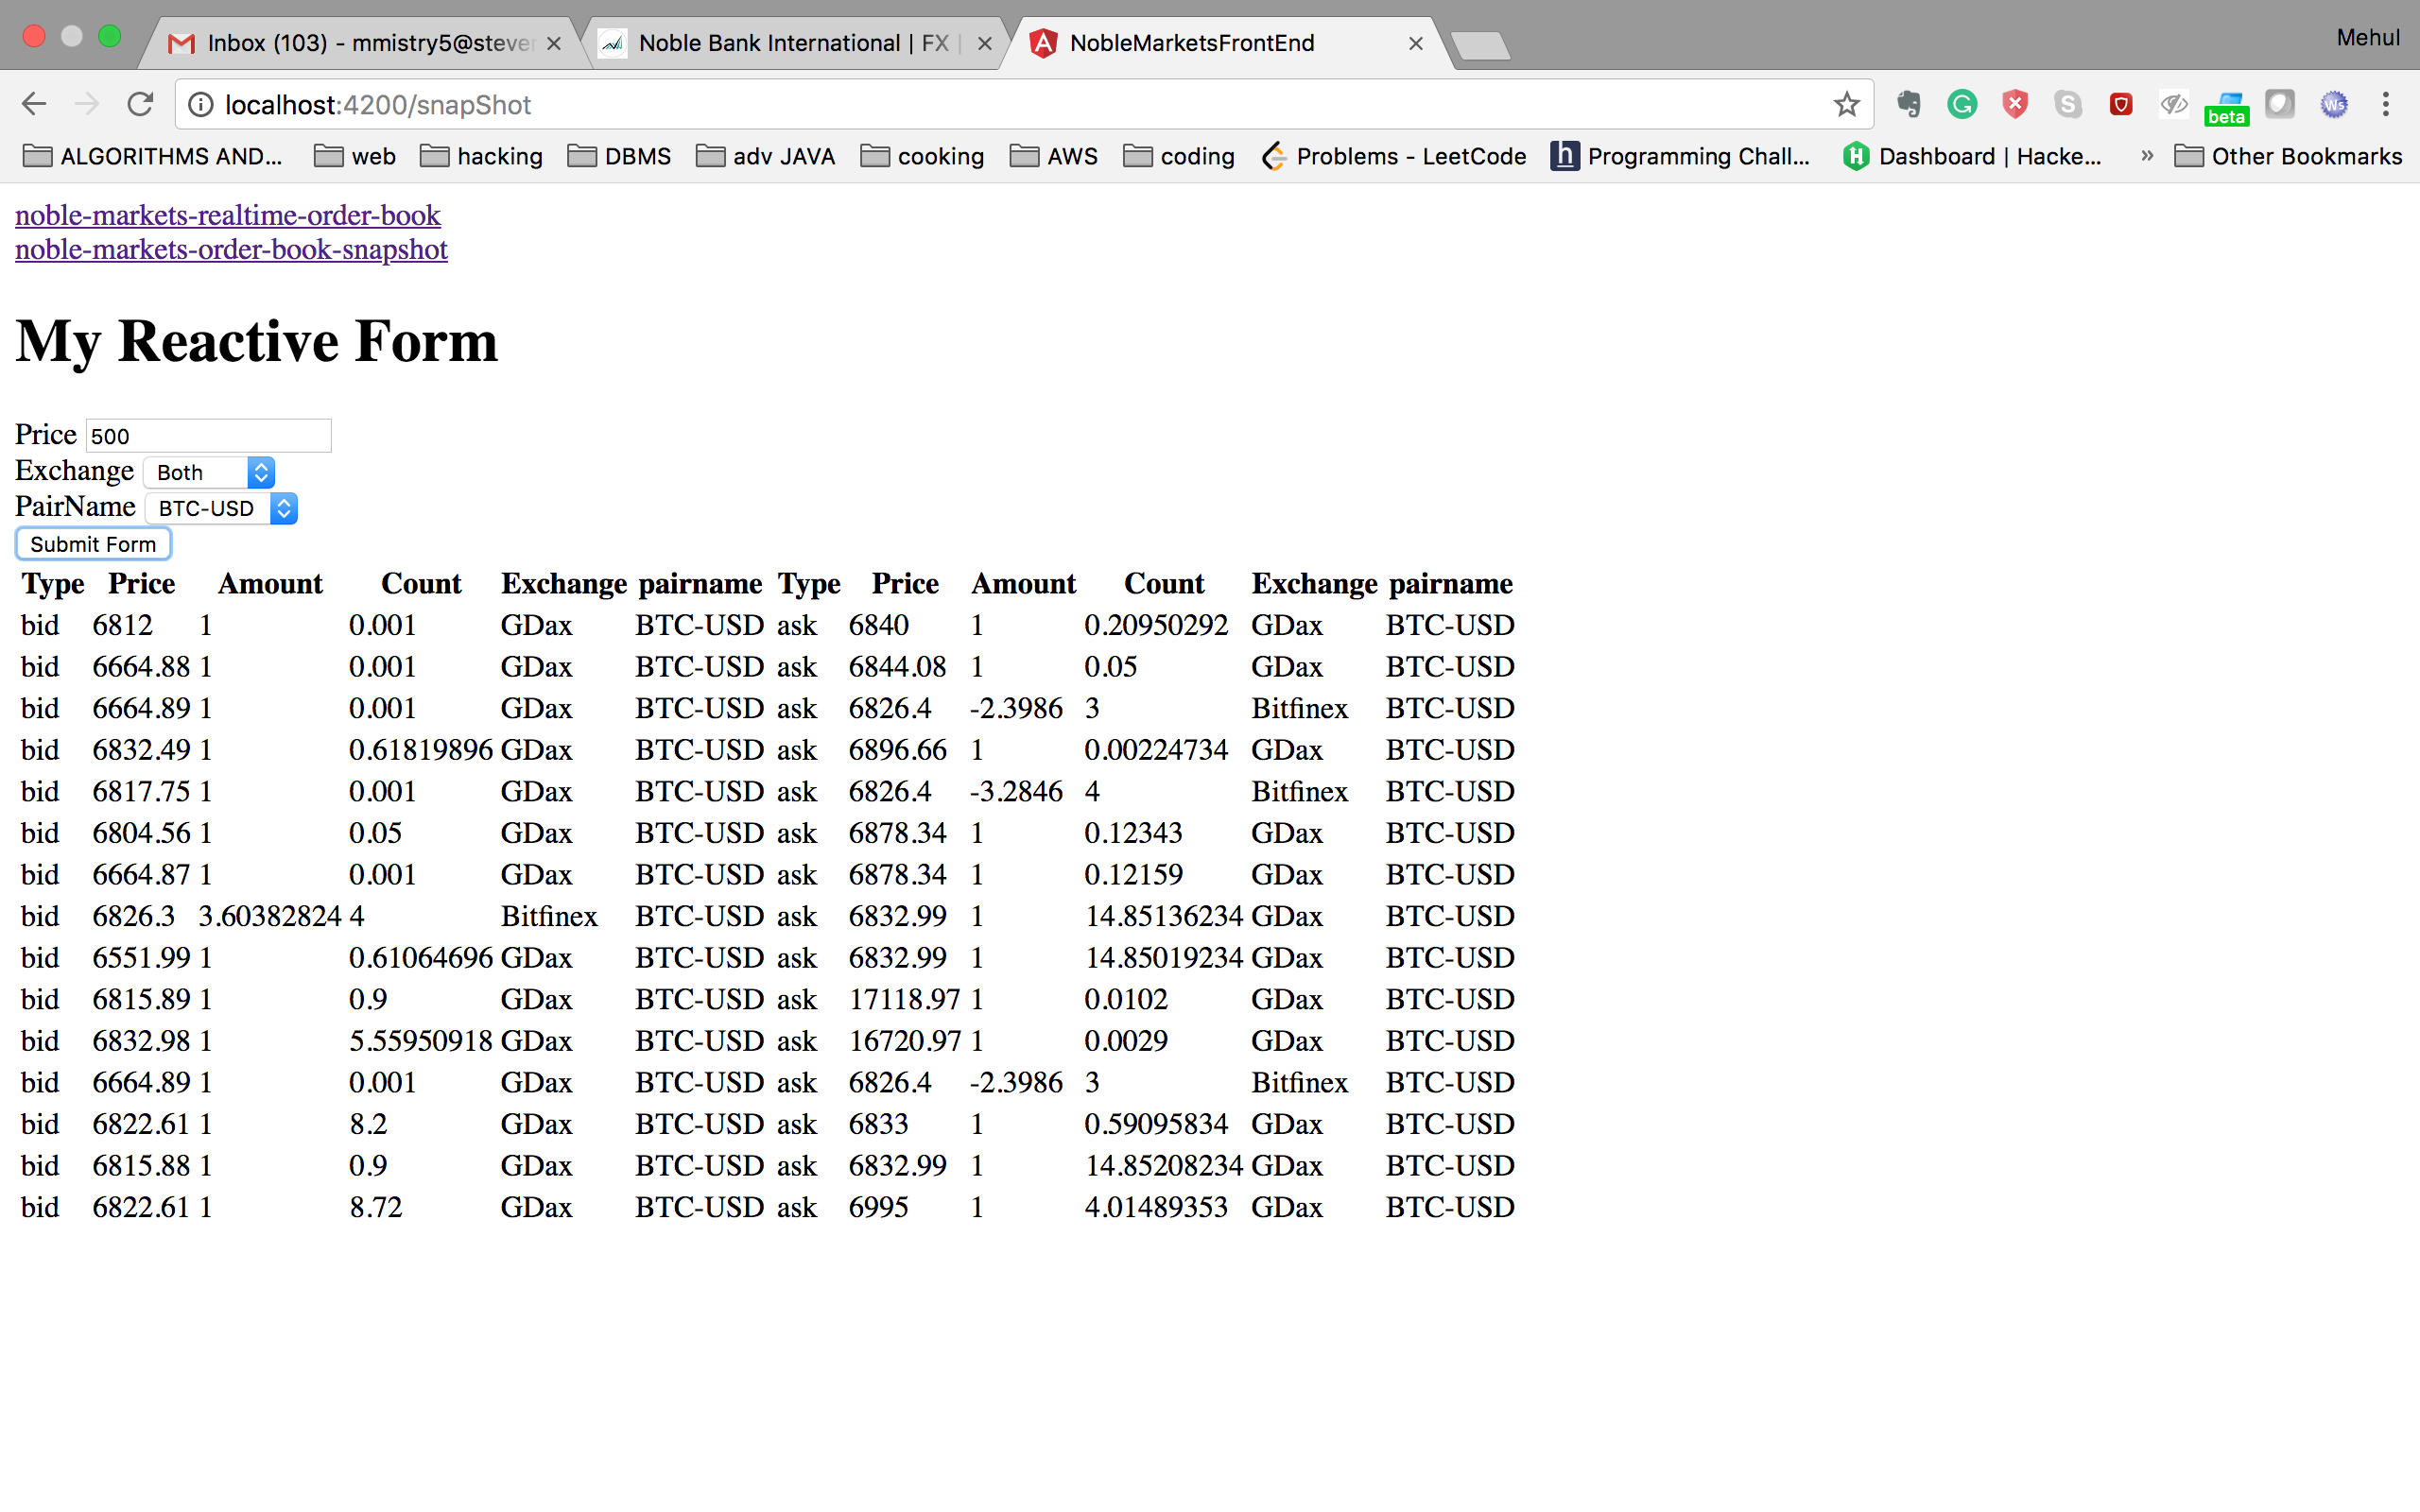 Inbox (103) - mmistry5@steven
Noble Bank International | FX |
NobleMarketsFrontEnd
Mehul
localhost:4200/snapShot
beta
Ws
ALGORITHMS AND... web hacking DBMS adv JAVA cooking AWS coding Problems - LeetCode Programming Chall... Dashboard | Hacke... » Other Bookmarks
noble-markets-realtime-order-book
noble-markets-order-book-snapshot
My Reactive Form
Price 500
Exchange Both
PairName BTC-USD
Submit Form
Type Price Amount Count Exchange pairname Type Price Amount Count Exchange pairname
bid 6812 1 0.001 GDax BTC-USD ask 6840 1 0.20950292 GDax BTC-USD
bid 6664.88 1 0.001 GDax BTC-USD ask 6844.08 1 0.05 GDax BTC-USD
bid 6664.89 1 0.001 GDax BTC-USD ask 6826.4 -2.3986 3 Bitfinex BTC-USD
bid 6832.49 1 0.61819896 GDax BTC-USD ask 6896.66 1 0.00224734 GDax BTC-USD
bid 6817.75 1 0.001 GDax BTC-USD ask 6826.4 -3.2846 4 Bitfinex BTC-USD
bid 6804.56 1 0.05 GDax BTC-USD ask 6878.34 1 0.12343 GDax BTC-USD
bid 6664.87 1 0.001 GDax BTC-USD ask 6878.34 1 0.12159 GDax BTC-USD
bid 6826.3 3.60382824 4 Bitfinex BTC-USD ask 6832.99 1 14.85136234 GDax BTC-USD
bid 6551.99 1 0.61064696 GDax BTC-USD ask 6832.99 1 14.85019234 GDax BTC-USD
bid 6815.89 1 0.9 GDax BTC-USD ask 17118.97 1 0.0102 GDax BTC-USD
bid 6832.98 1 5.55950918 GDax BTC-USD ask 16720.97 1 0.0029 GDax BTC-USD
bid 6664.89 1 0.001 GDax BTC-USD ask 6826.4 -2.3986 3 Bitfinex BTC-USD
bid 6822.61 1 8.2 GDax BTC-USD ask 6833 1 0.59095834 GDax BTC-USD
bid 6815.88 1 0.9 GDax BTC-USD ask 6832.99 1 14.85208234 GDax BTC-USD
bid 6822.61 1 8.72 GDax BTC-USD ask 6995 1 4.01489353 GDax BTC-USD